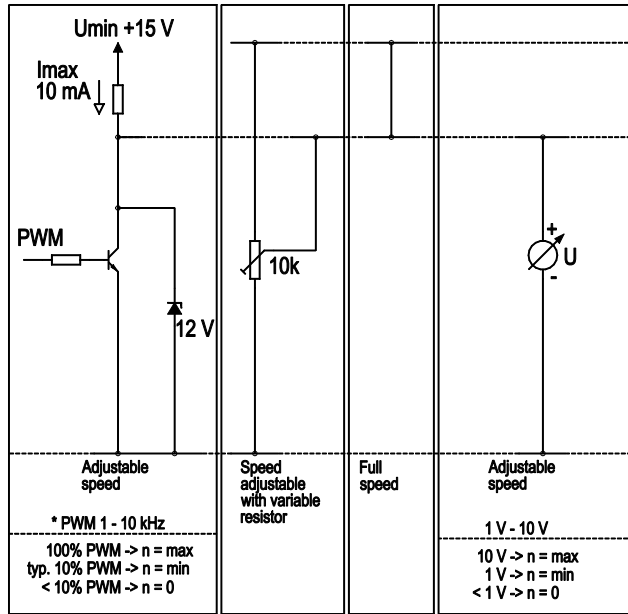 Umin +15 V
Imax
10 mA
PWM
12 V
10k
+
U
-
Adjustable
speed
* PWM 1 - 10 kHz
100% PWM -> n = max
typ. 10% PWM -> n = min
< 10% PWM -> n = 0
Speed
adjustable
with variable
resistor
Full
speed
Adjustable
speed
1 V - 10 V
10 V -> n = max
1 V -> n = min
< 1 V -> n = 0